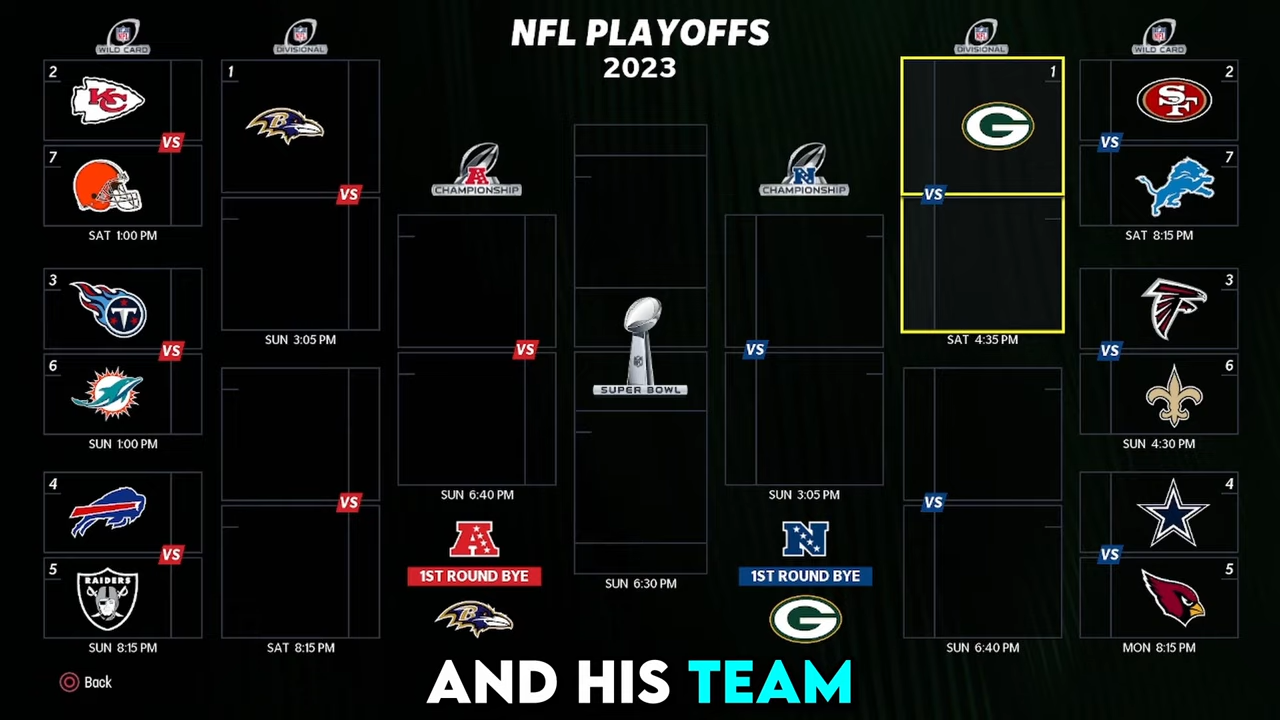 NFL PLAYOFFS
2023
WILD CARD
DIVISIONAL
DIVISIONAL
WILD CARD
2
KC
VS
7
SAT 1:00 PM
3
T
VS
6
SUN 1:00 PM
4
VS
5
RAIDERS
SUN 8:15 PM
1
B
VS
SUN 3:05 PM
VS
SAT 8:15 PM
A
CHAMPIONSHIP
VS
SUN 6:40 PM
A
1ST ROUND BYE
B
SUPER BOWL
SUN 6:30 PM
N
CHAMPIONSHIP
VS
SUN 3:05 PM
N
1ST ROUND BYE
G
1
G
VS
SAT 4:35 PM
VS
SUN 6:40 PM
2
SF
VS
7
SAT 8:15 PM
3
VS
6
SUN 4:30 PM
4
VS
5
MON 8:15 PM
Back
AND HIS TEAM